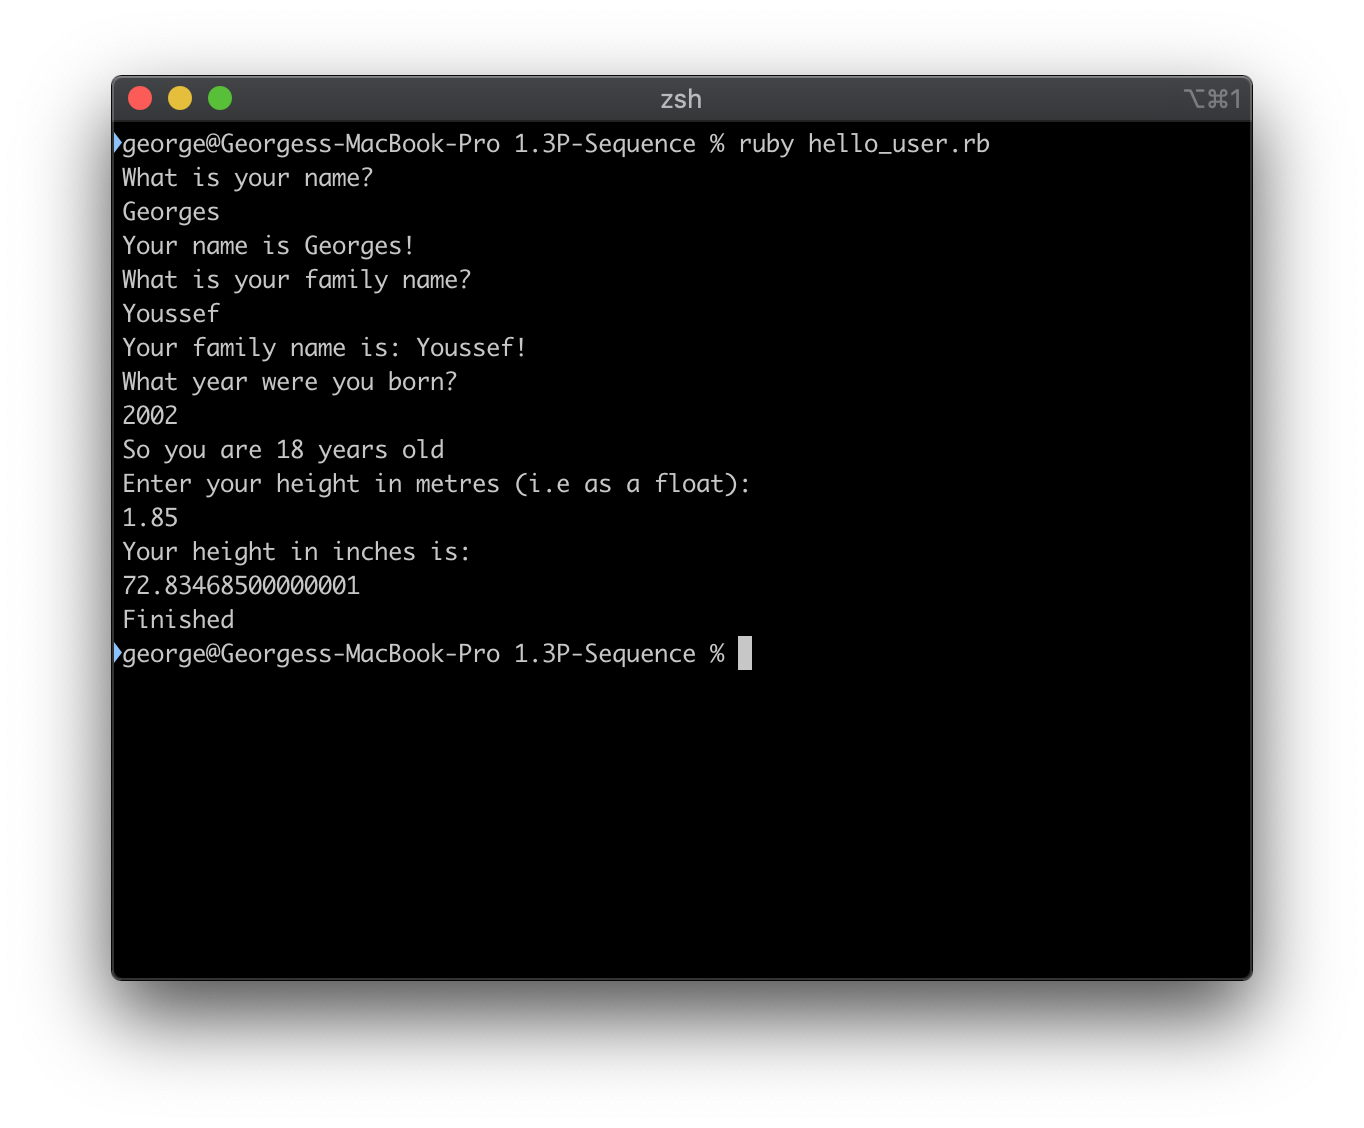 zsh
⌥⌘1
george@Georgess-MacBook-Pro 1.3P-Sequence % ruby hello_user.rb
What is your name?
Georges
Your name is Georges!
What is your family name?
Youssef
Your family name is: Youssef!
What year were you born?
2002
So you are 18 years old
Enter your height in metres (i.e as a float):
1.85
Your height in inches is:
72.83468500000001
Finished
george@Georgess-MacBook-Pro 1.3P-Sequence %